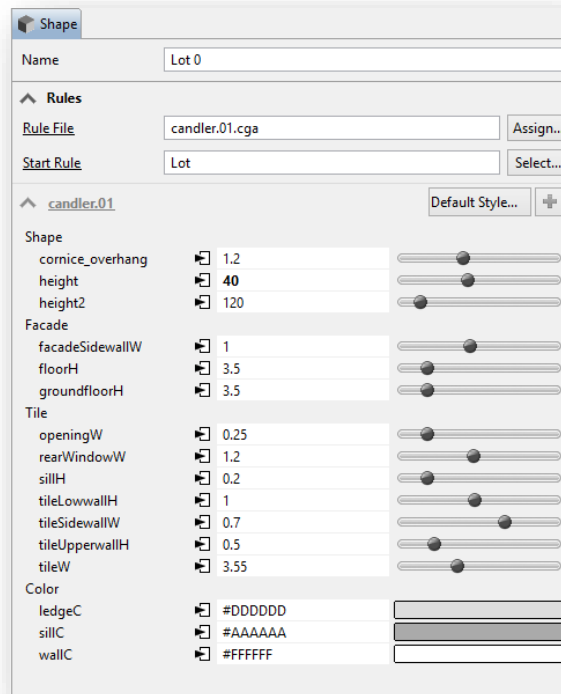 Shape
Name Lot 0
Rules
Rule File candler.01.cga Assign...
Start Rule Lot Select...
candler.01 Default Style...
Shape
cornice_overhang 1.2
height 40
height2 120
Facade
facadeSidewallW 1
floorH 3.5
groundfloorH 3.5
Tile
openingW 0.25
rearWindowW 1.2
sillH 0.2
tileLowwallH 1
tileSidewallW 0.7
tileUpperwallH 0.5
tileW 3.55
Color
ledgeC #DDDDDD
sillC #AAAAAA
wallC #FFFFFF